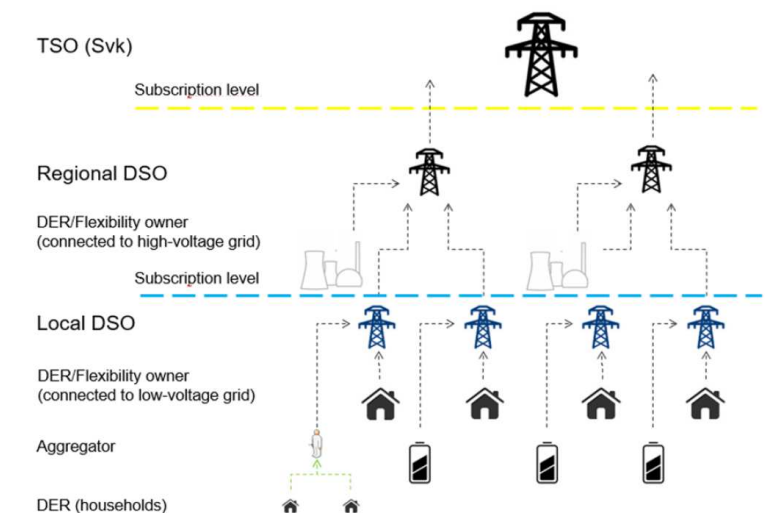 TSO (Svk)
Subscription level
Regional DSO
DER/Flexibility owner
(connected to high-voltage grid)
Subscription level
Local DSO
DER/Flexibility owner
(connected to low-voltage grid)
Aggregator
DER (households)